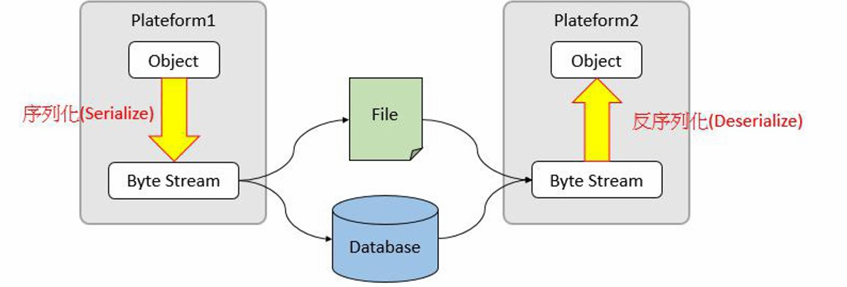 Plateform1
Object
序列化(Serialize)
Byte Stream
File
Database
Plateform2
Object
反序列化(Deserialize)
Byte Stream